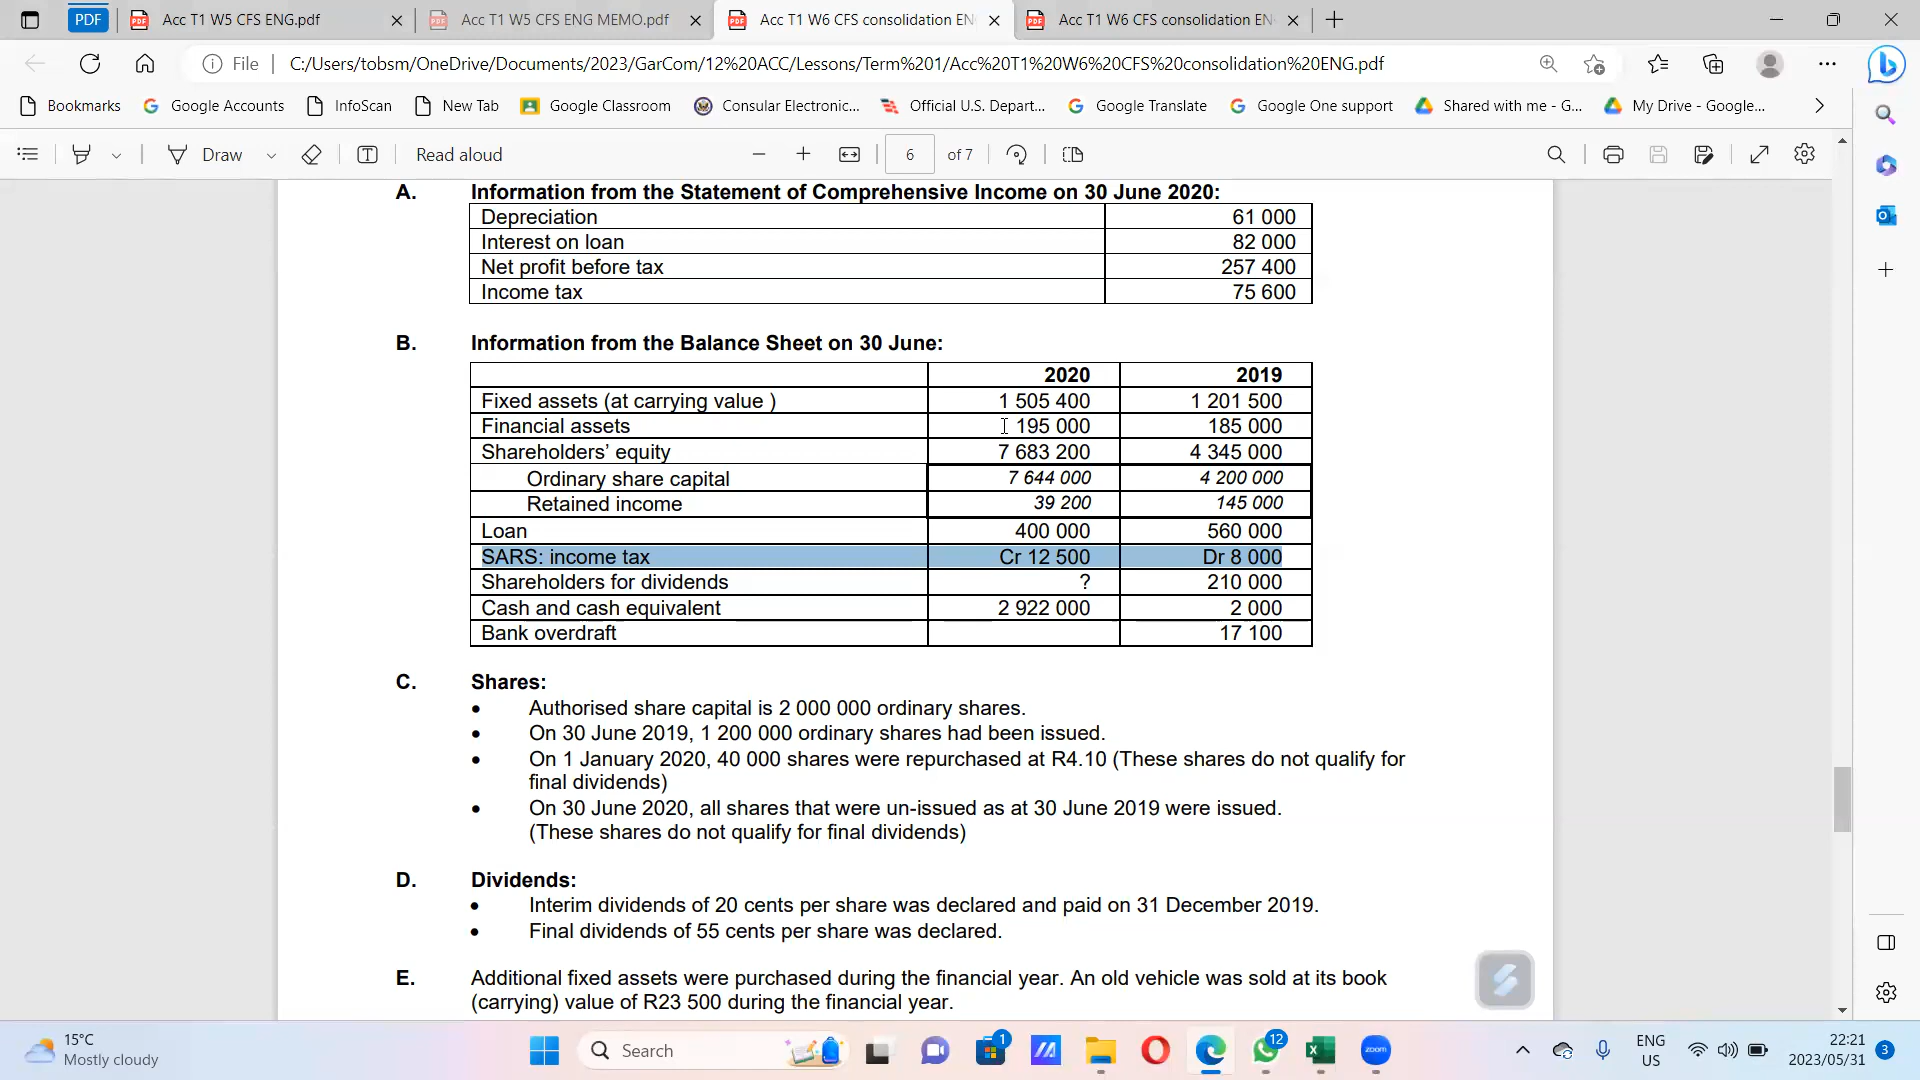 PDF
Acc T1 W5 CFS ENG.pdf
Acc T1 W5 CFS ENG MEMO.pdf
Acc T1 W6 CFS consolidation EN
Acc T1 W6 CFS consolidation EN
File
C:/Users/tobsm/OneDrive/Documents/2023/GarCom/12%20ACC/Lessons/Term%201/Acc%20T1%20W6%20CFS%20consolidation%20ENG.pdf
Bookmarks
Google Accounts
InfoScan
New Tab
Google Classroom
Consular Electronic...
Official U.S. Depart...
Google Translate
Google One support
Shared with me - G...
My Drive - Google...
Draw
Read aloud
6 of 7
A. Information from the Statement of Comprehensive Income on 30 June 2020:
Depreciation 61 000
Interest on loan 82 000
Net profit before tax 257 400
Income tax 75 600
B. Information from the Balance Sheet on 30 June:
2020 2019
Fixed assets (at carrying value ) 1 505 400 1 201 500
Financial assets 195 000 185 000
Shareholders' equity 7 683 200 4 345 000
Ordinary share capital 7 644 000 4 200 000
Retained income 39 200 145 000
Loan 400 000 560 000
SARS: income tax Cr 12 500 Dr 8 000
Shareholders for dividends ? 210 000
Cash and cash equivalent 2 922 000 2 000
Bank overdraft 17 100
C. Shares:
• Authorised share capital is 2 000 000 ordinary shares.
• On 30 June 2019, 1 200 000 ordinary shares had been issued.
• On 1 January 2020, 40 000 shares were repurchased at R4.10 (These shares do not qualify for
final dividends)
• On 30 June 2020, all shares that were un-issued as at 30 June 2019 were issued.
(These shares do not qualify for final dividends)
D. Dividends:
• Interim dividends of 20 cents per share was declared and paid on 31 December 2019.
• Final dividends of 55 cents per share was declared.
E. Additional fixed assets were purchased during the financial year. An old vehicle was sold at its book
(carrying) value of R23 500 during the financial year.
15°C
Mostly cloudy
Search
1
12
zoom
ENG
US
22:21
2023/05/31
3